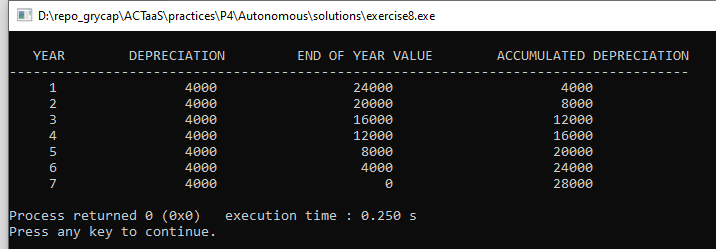 D:\repo_grycap\ACTaaS\practices\P4\Autonomous\solutions\exercise8.exe
YEAR DEPRECIATION END OF YEAR VALUE ACCUMULATED DEPRECIATION
-------------------------------------------------------------------------------------
1 4000 24000 4000
2 4000 20000 8000
3 4000 16000 12000
4 4000 12000 16000
5 4000 8000 20000
6 4000 4000 24000
7 4000 0 28000
Process returned 0 (0x0) execution time : 0.250 s
Press any key to continue.